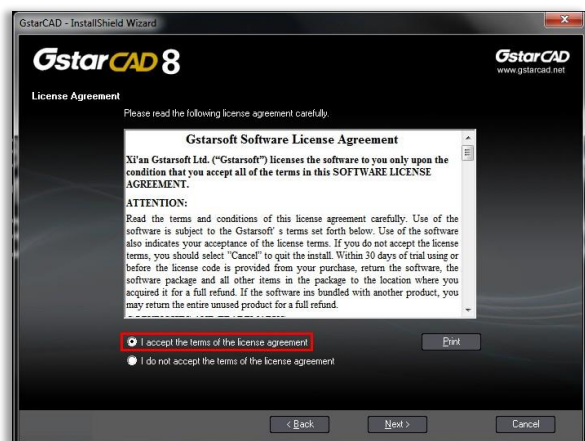 GstarCAD - InstallShield Wizard
GstarCAD 8
GstarCAD
www.gstarcad.net
License Agreement
Please read the following license agreement carefully.
Gstarsoft Software License Agreement
Xi'an Gstarsoft Ltd. (“Gstarsoft”) licenses the software to you only upon the
condition that you accept all of the terms in this SOFTWARE LICENSE
AGREEMENT.
ATTENTION:
Read the terms and conditions of this license agreement carefully. Use of the
software is subject to the Gstarsoft' s terms set forth below. Use of the software
also indicates your acceptance of the license terms. If you do not accept the license
terms, you should select "Cancel" to quit the install. Within 30 days of trial using or
before the license code is provided from your purchase, return the software, the
software package and all other items in the package to the location where you
acquired it for a full refund. If the software ins bundled with another product, you
may return the entire unused product for a full refund.
I accept the terms of the license agreement
Print
I do not accept the terms of the license agreement
< Back
Next >
Cancel